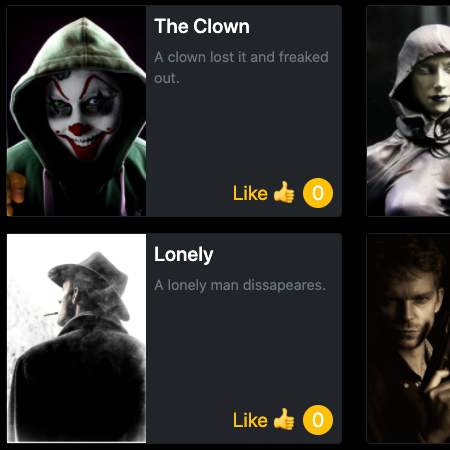 The Clown
A clown lost it and freaked
out.
Like 👍 0
Lonely
A lonely man dissapeares.
Like 👍 0